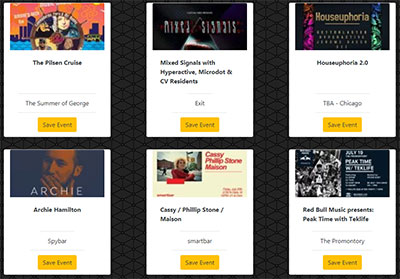 MIXED SIGNALS
Houseuphoria
The Pilsen Cruise
The Summer of George
Save Event
Mixed Signals with
Hyperactive, Microdot &
CV Residents
Exit
Save Event
Houseuphoria 2.0
TBA - Chicago
Save Event
ARCHIE
Archie Hamilton
Spybar
Save Event
Cassy
Phillip Stone
Maison
smartbar
Cassy / Phillip Stone /
Maison
smartbar
Save Event
JULY 19
PEAK TIME
W/ TEKLIFE
Red Bull Music presents:
Peak Time with Teklife
The Promontory
Save Event